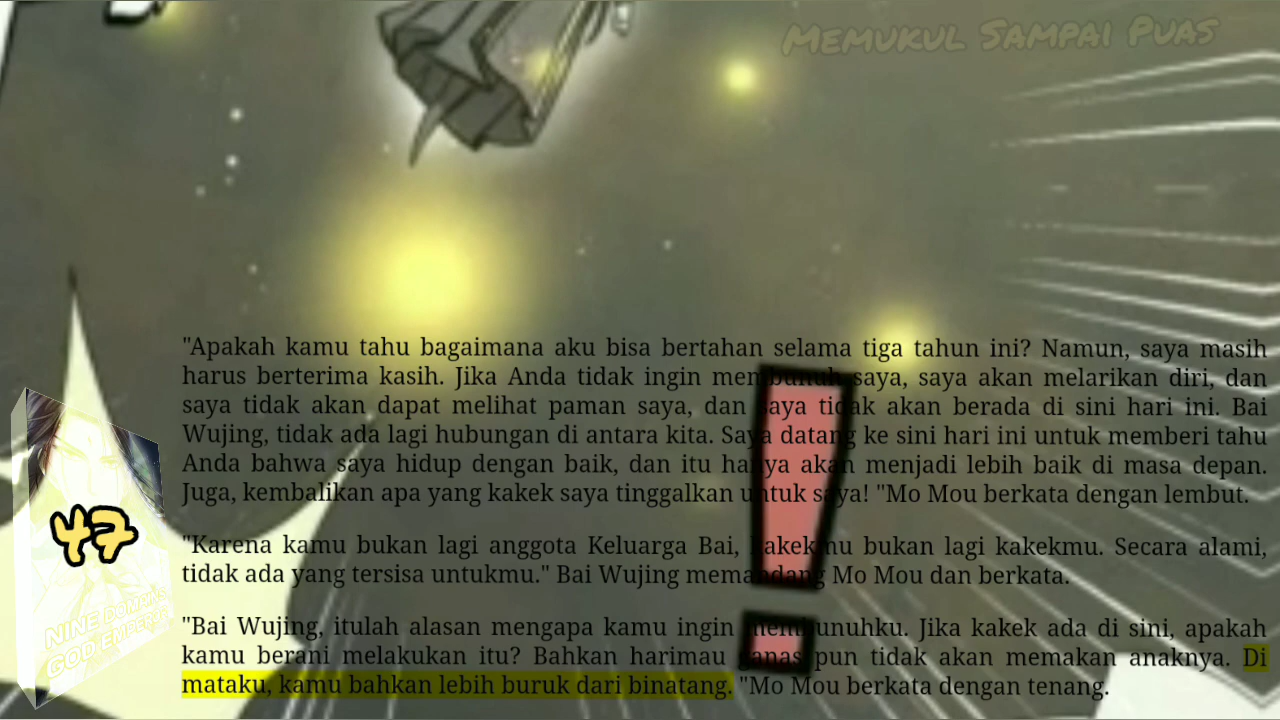 Memukul Sampai Puas
"Apakah kamu tahu bagaimana aku bisa bertahan selama tiga tahun ini? Namun, saya masih
harus berterima kasih. Jika Anda tidak ingin membunuh saya, saya akan melarikan diri, dan
saya tidak akan dapat melihat paman saya, dan saya tidak akan berada di sini hari ini. Bai
Wujing, tidak ada lagi hubungan di antara kita. Saya datang ke sini hari ini untuk memberi tahu
Anda bahwa saya hidup dengan baik, dan itu hanya akan menjadi lebih baik di masa depan.
Juga, kembalikan apa yang kakek saya tinggalkan untuk saya! "Mo Mou berkata dengan lembut.
"Karena kamu bukan lagi anggota Keluarga Bai, kakekmu bukan lagi kakekmu. Secara alami,
tidak ada yang tersisa untukmu." Bai Wujing memandang Mo Mou dan berkata.
"Bai Wujing, itulah alasan mengapa kamu ingin membunuhku. Jika kakek ada di sini, apakah
kamu berani melakukan itu? Bahkan harimau ganas pun tidak akan memakan anaknya. Di
mataku, kamu bahkan lebih buruk dari binatang. "Mo Mou berkata dengan tenang.
47
NINE DOMAINS
GOD EMPEROR
!